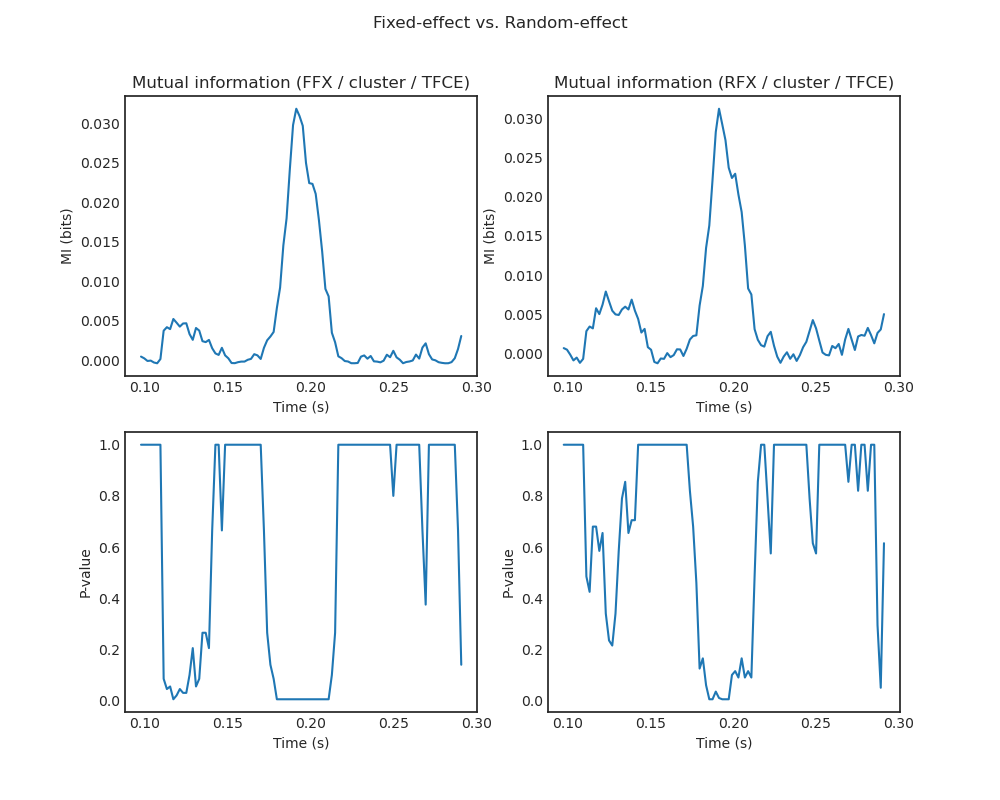 Fixed-effect vs. Random-effect
Mutual information (FFX / cluster / TFCE)
0.030
0.025
0.020
0.015
0.010
0.005
0.000
MI (bits)
0.10 0.15 0.20 0.25 0.30
Time (s)
Mutual information (RFX / cluster / TFCE)
0.030
0.025
0.020
0.015
0.010
0.005
0.000
MI (bits)
0.10 0.15 0.20 0.25 0.30
Time (s)
1.0
0.8
0.6
0.4
0.2
0.0
P-value
0.10 0.15 0.20 0.25 0.30
Time (s)
1.0
0.8
0.6
0.4
0.2
0.0
P-value
0.10 0.15 0.20 0.25 0.30
Time (s)